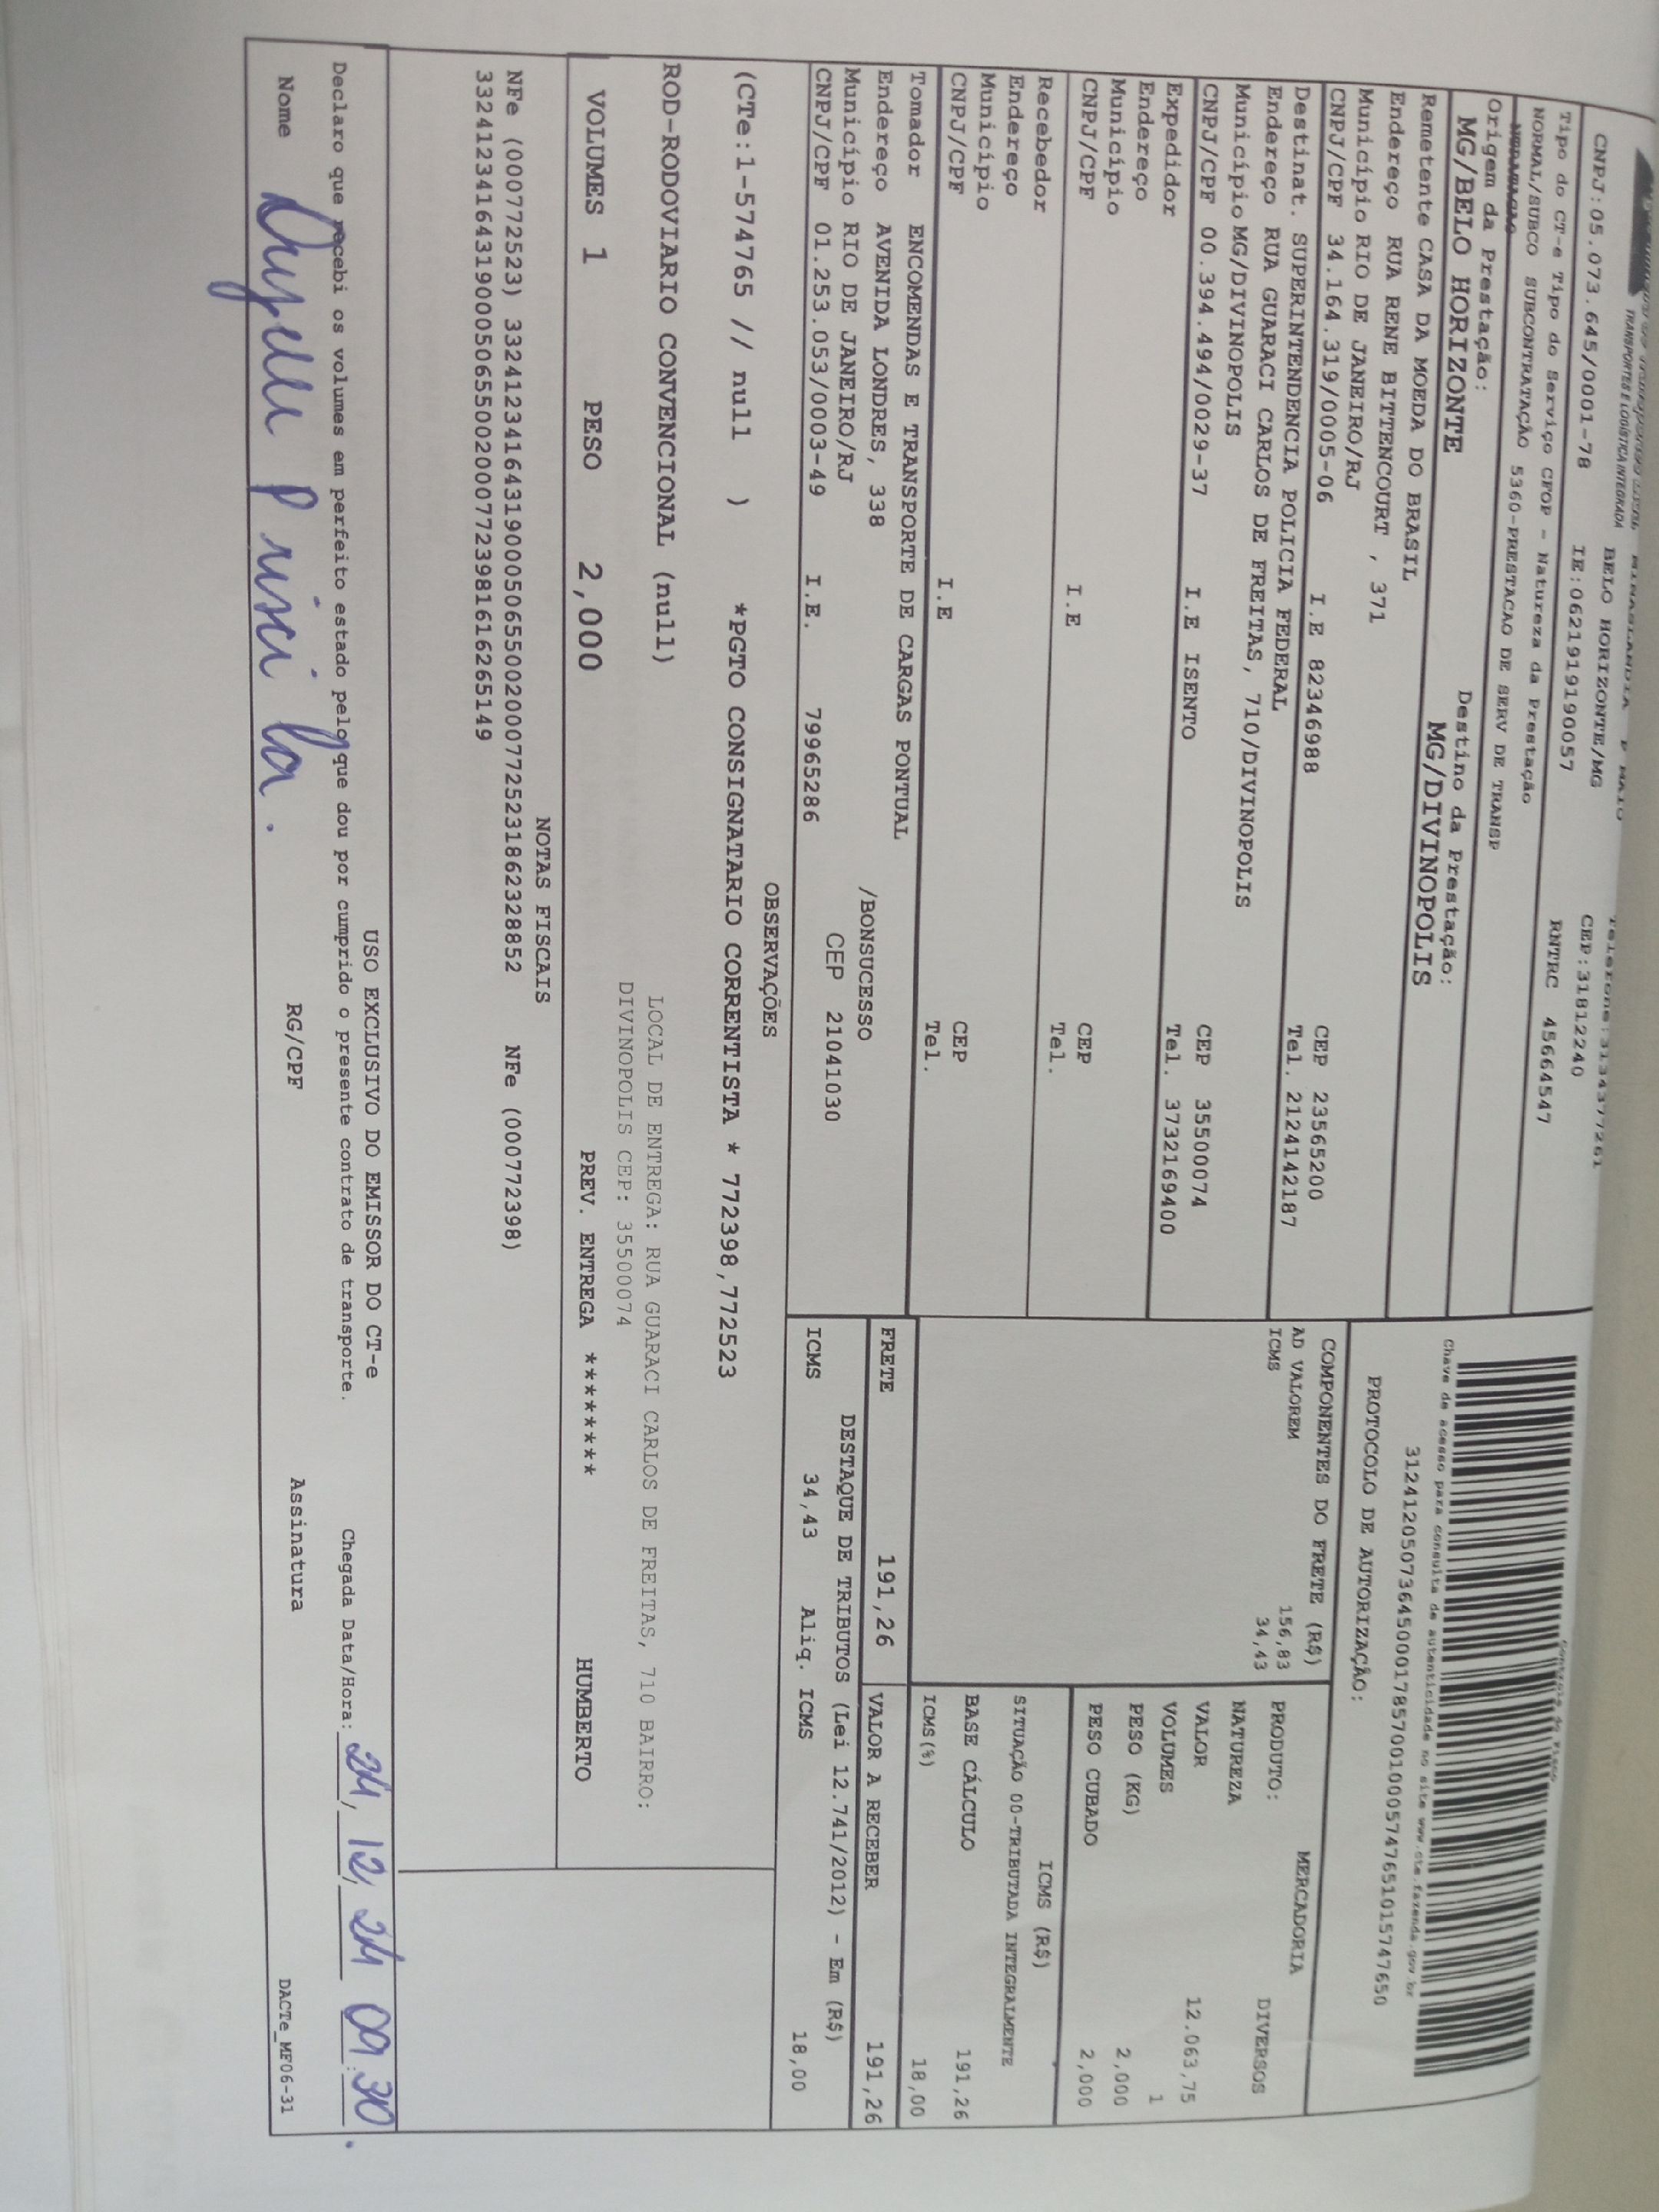 TRANSPORTES E LOGÍSTICA INTEGRADA
BELO HORIZONTE/MG CEP:31812240
CNPJ:05.073.645/0001-78 IE:0621919190057 RNTRC 45664547
Tipo do CT-e Tipo do Serviço CFOP - Natureza da Prestação
NORMAL/SUBCO SUBCONTRATAÇÃO 5360-PRESTACAO DE SERV DE TRANSP
Origem da Prestação: Destino da Prestação:
MG/BELO HORIZONTE MG/DIVINOPOLIS
Chave de acesso para consulta de autenticidade no site www.cte.fazenda.gov.br
31241205073645000178570010005747651015747650
PROTOCOLO DE AUTORIZAÇÃO:
Remetente CASA DA MOEDA DO BRASIL
Endereço RUA RENE BITTENCOURT , 371
Município RIO DE JANEIRO/RJ CEP 23565200
CNPJ/CPF 34.164.319/0005-06 I.E 82346988 Tel. 2124142187
Destinat. SUPERINTENDENCIA POLICIA FEDERAL
Endereço RUA GUARACI CARLOS DE FREITAS, 710/DIVINOPOLIS
Município MG/DIVINOPOLIS CEP 35500074
CNPJ/CPF 00.394.494/0029-37 I.E ISENTO Tel. 3732169400
Expedidor
Endereço
Município CEP
CNPJ/CPF I.E Tel.
Recebedor
Endereço
Município CEP
CNPJ/CPF I.E Tel.
Tomador ENCOMENDAS E TRANSPORTE DE CARGAS PONTUAL
Endereço AVENIDA LONDRES, 338 /BONSUCESSO
Município RIO DE JANEIRO/RJ CEP 21041030
CNPJ/CPF 01.253.053/0003-49 I.E. 79965286
COMPONENTES DO FRETE (R$)
AD VALOREM 156,83
ICMS 34,43
MERCADORIA
PRODUTO: DIVERSOS
NATUREZA
VALOR 12.063,75
VOLUMES 1
PESO (KG) 2,000
PESO CUBADO 2,000
ICMS (R$)
SITUAÇÃO 00-TRIBUTADA INTEGRALMENTE
BASE CÁLCULO 191,26
ICMS(%) 18,00
FRETE 191,26 VALOR A RECEBER 191,26
DESTAQUE DE TRIBUTOS (Lei 12.741/2012) - Em (R$)
ICMS 34,43 Aliq. ICMS 18,00
OBSERVAÇÕES
(CTe:1-574765 // null ) *PGTO CONSIGNATARIO CORRENTISTA * 772398,772523
ROD-RODOVIARIO CONVENCIONAL (null)
LOCAL DE ENTREGA: RUA GUARACI CARLOS DE FREITAS, 710 BAIRRO:
DIVINOPOLIS CEP: 35500074
VOLUMES 1 PESO 2,000 PREV. ENTREGA ******** HUMBERTO
NOTAS FISCAIS
NFe (000772523) 33241234164319000506550020007725231862328852 NFe (000772398)
33241234164319000506550020007723981616265149
USO EXCLUSIVO DO EMISSOR DO CT-e
Declaro que recebi os volumes em perfeito estado pelo que dou por cumprido o presente contrato de transporte. Chegada Data/Hora: 24, 12, 24 09:30.
Nome Dayelle Priscila. RG/CPF Assinatura DACTe_MF06-31